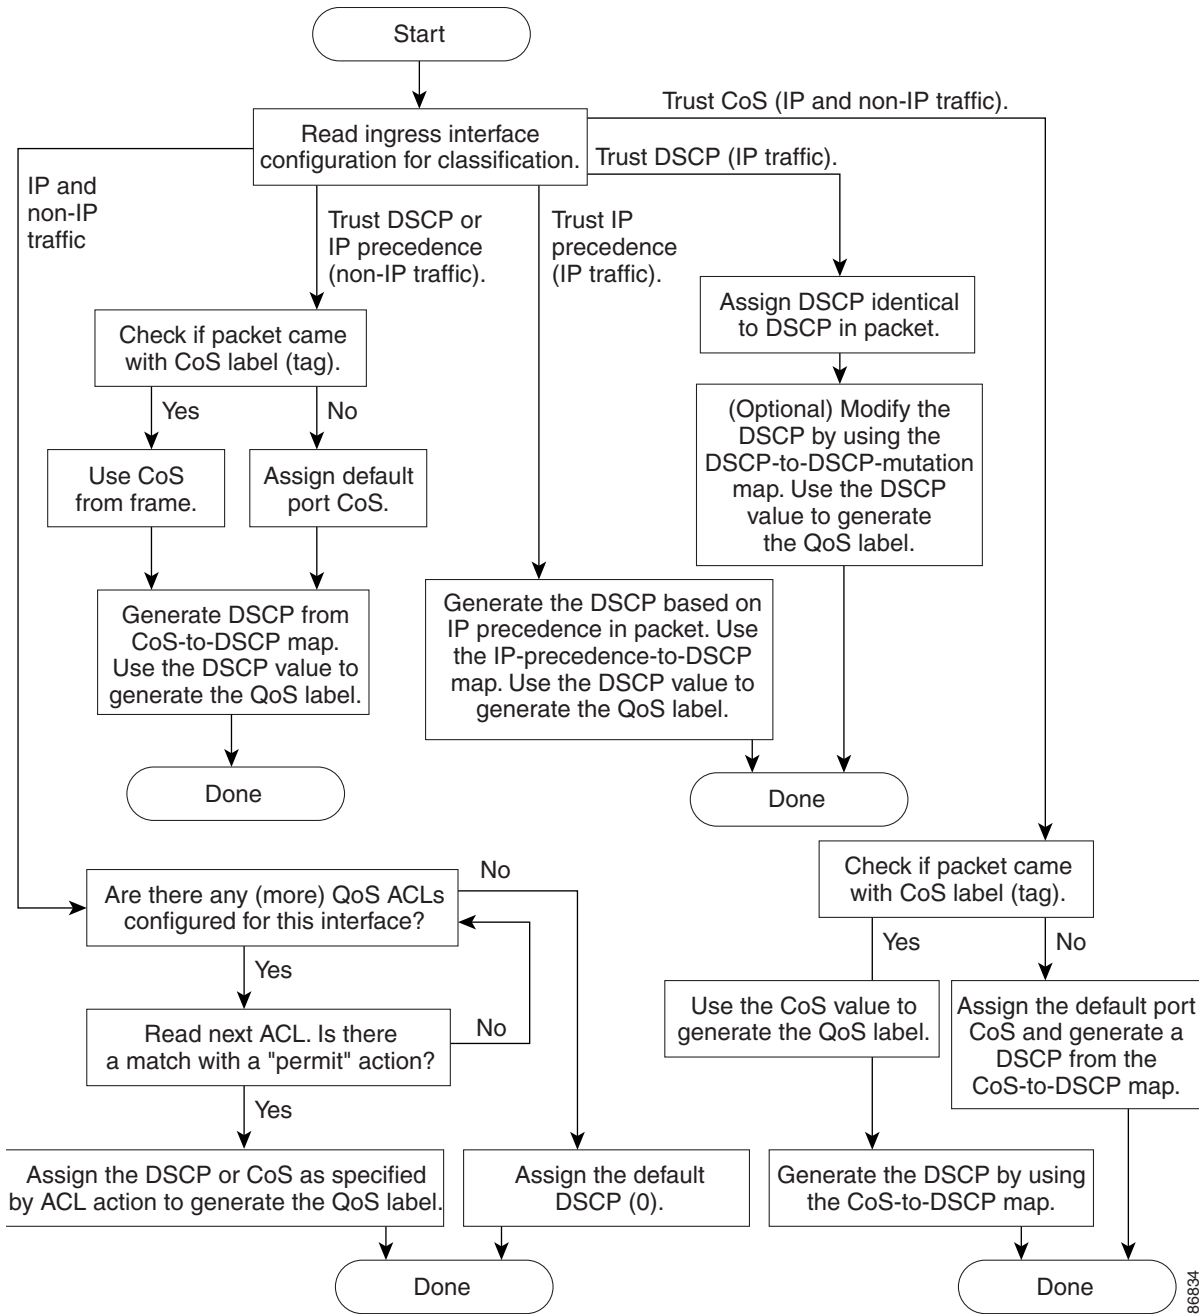 Start
Trust CoS (IP and non-IP traffic).
Read ingress interface
configuration for classification.
Trust DSCP (IP traffic).
IP and
non-IP
traffic
Trust DSCP or
IP precedence
(non-IP traffic).
Trust IP
precedence
(IP traffic).
Assign DSCP identical
to DSCP in packet.
Check if packet came
with CoS label (tag).
Yes
No
(Optional) Modify the
DSCP by using the
DSCP-to-DSCP-mutation
map. Use the DSCP
value to generate
the QoS label.
Use CoS
from frame.
Assign default
port CoS.
Generate DSCP from
CoS-to-DSCP map.
Use the DSCP value to
generate the QoS label.
Generate the DSCP based on
IP precedence in packet. Use
the IP-precedence-to-DSCP
map. Use the DSCP value to
generate the QoS label.
Done
Done
Are there any (more) QoS ACLs
configured for this interface?
No
Yes
Read next ACL. Is there
a match with a "permit" action?
No
Yes
Assign the DSCP or CoS as specified
by ACL action to generate the QoS label.
Assign the default
DSCP (0).
Done
Check if packet came
with CoS label (tag).
Yes
No
Use the CoS value to
generate the QoS label.
Assign the default port
CoS and generate a
DSCP from the
CoS-to-DSCP map.
Generate the DSCP by using
the CoS-to-DSCP map.
Done
86834